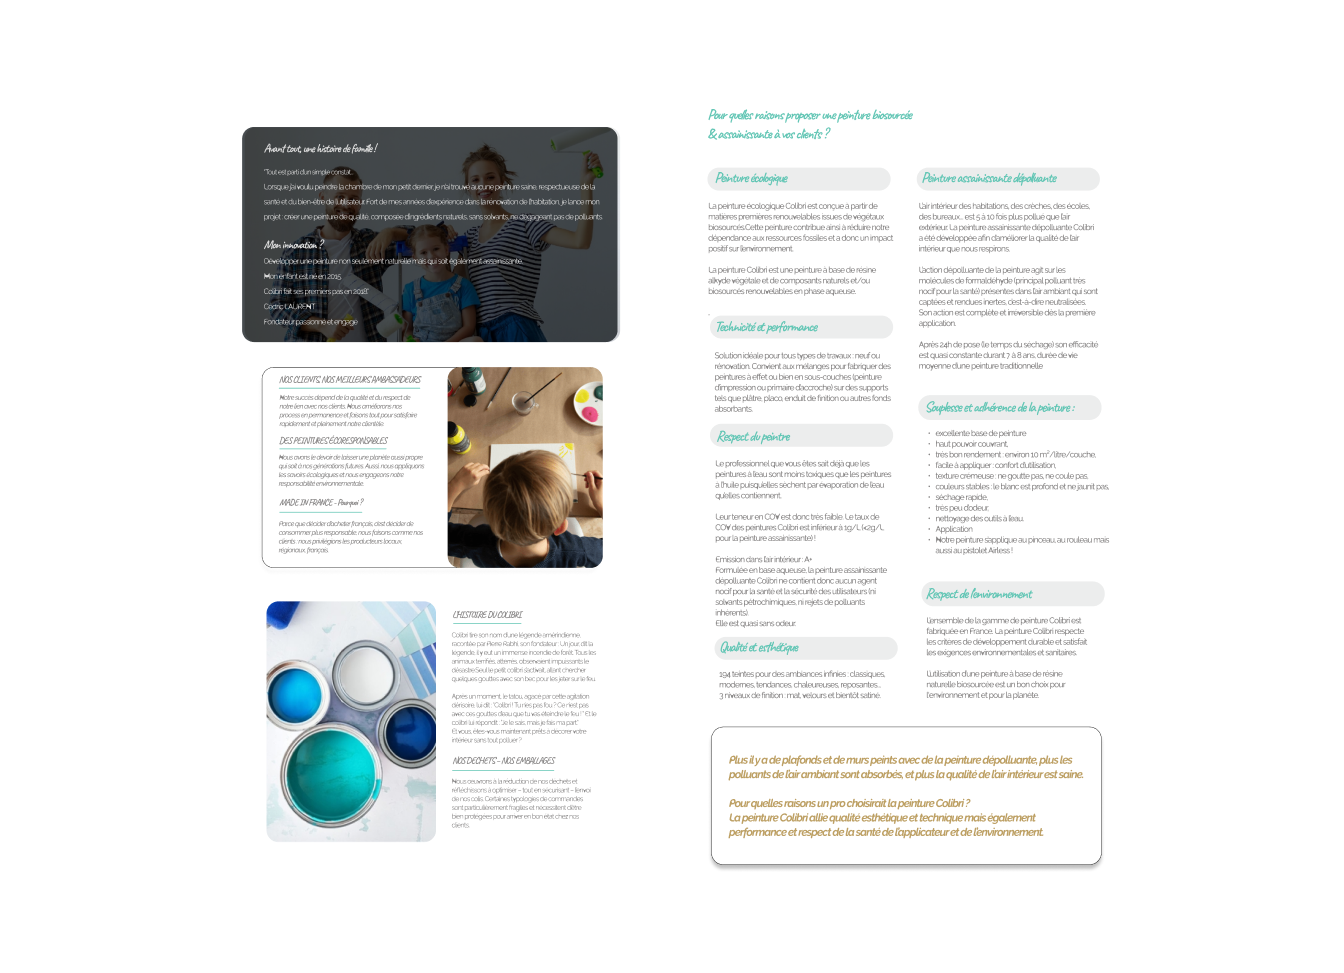 Avant tout, une histoire de famille !
"Tout est parti d'un simple constat...
Lorsque j'ai voulu peindre la chambre de mon petit dernier, je n'ai trouvé aucune peinture saine, respectueuse de la
santé et du bien-être de l'utilisateur. Fort de mes années d'expérience dans la rénovation de l'habitation, je lance mon
projet : créer une peinture de qualité, composée d'ingrédients naturels, sans solvants, ne dégageant pas de polluants.
Mon innovation ?
Développer une peinture non seulement naturelle mais qui soit également assainissante.
Mon enfant est né en 2015
Colibri fait ses premiers pas en 2018"
Cédric LAURENT
Fondateur passionné et engagé
NOS CLIENTS, NOS MEILLEURS AMBASSADEURS
Notre succès dépend de la qualité et du respect de
notre lien avec nos clients. Nous améliorons nos
process en permanence et faisons tout pour satisfaire
rapidement et pleinement notre clientèle.
DES PEINTURES ÉCORESPONSABLES
Nous avons le devoir de laisser une planète aussi propre
qui soit à nos générations futures. Aussi, nous appliquons
les savoirs écologiques et nous engageons notre
responsabilité environnementale.
MADE IN FRANCE - Pourquoi ?
Parce que décider d'acheter français, c'est décider de
consommer plus responsable, nous faisons comme nos
clients : nous privilégions les producteurs locaux,
régionaux, français.
L'HISTOIRE DU COLIBRI
Colibri tire son nom d'une légende amérindienne
racontée par Pierre Rabhi, son fondateur : Un jour, dit la
légende, il y eut un immense incendie de forêt. Tous les
animaux terrifiés, atterrés, observaient impuissants le
désastre.Seul le petit colibri s'activait, allant chercher
quelques gouttes avec son bec pour les jeter sur le feu.
Après un moment, le tatou, agacé par cette agitation
dérisoire, lui dit : "Colibri ! Tu n'es pas fou ? Ce n'est pas
avec ces gouttes d'eau que tu vas éteindre le feu ! " Et le
colibri lui répondit : "Je le sais, mais je fais ma part".
Et vous, êtes-vous maintenant prêts à décorer votre
intérieur sans tout polluer ?
NOS DECHETS - NOS EMBALLAGES
Nous oeuvrons à la réduction de nos déchets et
réfléchissons à optimiser – tout en sécurisant – l'envoi
de nos colis. Certaines typologies de commandes
sont particulièrement fragiles et nécessitent d'être
bien protégées pour arriver en bon état chez nos
clients.
Pour quelles raisons proposer une peinture biosourcée
& assainissante à vos clients ?
Peinture écologique
La peinture écologique Colibri est conçue à partir de
matières premières renouvelables issues de végétaux
biosourcés.Cette peinture contribue ainsi à réduire notre
dépendance aux ressources fossiles et a donc un impact
positif sur l'environnement.
La peinture Colibri est une peinture à base de résine
alkyde végétale et de composants naturels et/ou
biosourcés renouvelables en phase aqueuse.
.
Technicité et performance
Solution idéale pour tous types de travaux : neuf ou
rénovation. Convient aux mélanges pour fabriquer des
peintures à effet ou bien en sous-couches (peinture
d'impression ou primaire d'accroche) sur des supports
tels que plâtre, placo, enduit de finition ou autres fonds
absorbants.
Respect du peintre
Le professionnel que vous êtes sait déjà que les
peintures à l'eau sont moins toxiques que les peintures
à l'huile puisqu'elles sèchent par évaporation de l'eau
qu'elles contiennent.
Leur teneur en COV est donc très faible. Le taux de
COV des peintures Colibri est inférieur à 1g/L (<2g/L
pour la peinture assainissante) !
Emission dans l'air intérieur : A+
Formulée en base aqueuse, la peinture assainissante
dépolluante Colibri ne contient donc aucun agent
nocif pour la santé et la sécurité des utilisateurs (ni
solvants pétrochimiques, ni rejets de polluants
inhérents).
Elle est quasi sans odeur.
Qualité et esthétique
194 teintes pour des ambiances infinies : classiques,
modernes, tendances, chaleureuses, reposantes...
3 niveaux de finition : mat, velours et bientôt satiné.
Peinture assainissante dépolluante
L'air intérieur des habitations, des crèches, des écoles,
des bureaux... est 5 à 10 fois plus pollué que l'air
extérieur. La peinture assainissante dépolluante Colibri
a été développée afin d'améliorer la qualité de l'air
intérieur que nous respirons.
L'action dépolluante de la peinture agit sur les
molécules de formaldéhyde (principal polluant très
nocif pour la santé présentes dans l'air ambiant qui sont
captées et rendues inertes, c'est-à-dire neutralisées.
Son action est complète et irréversible dès la première
application.
Après 24h de pose (le temps du séchage) son efficacité
est quasi constante durant 7 à 8 ans, durée de vie
moyenne d'une peinture traditionnelle
Souplesse et adhérence de la peinture :
• excellente base de peinture
• haut pouvoir couvrant,
• très bon rendement : environ 10 m²/litre/couche,
• facile à appliquer : confort d'utilisation,
• texture crémeuse : ne goutte pas, ne coule pas,
• couleurs stables : le blanc est profond et ne jaunit pas,
• séchage rapide,
• très peu d'odeur,
• nettoyage des outils à l'eau.
• Application
• Notre peinture s'applique au pinceau, au rouleau mais
aussi au pistolet Airless !
Respect de l'environnement
L'ensemble de la gamme de peinture Colibri est
fabriquée en France. La peinture Colibri respecte
les critères de développement durable et satisfait
les exigences environnementales et sanitaires.
L'utilisation d'une peinture à base de résine
naturelle biosourcée est un bon choix pour
l'environnement et pour la planète.
Plus il y a de plafonds et de murs peints avec de la peinture dépolluante, plus les
polluants de l'air ambiant sont absorbés, et plus la qualité de l'air intérieur est saine.
Pour quelles raisons un pro choisirait la peinture Colibri ?
La peinture Colibri allie qualité esthétique et technique mais également
performance et respect de la santé de l'applicateur et de l'environnement.